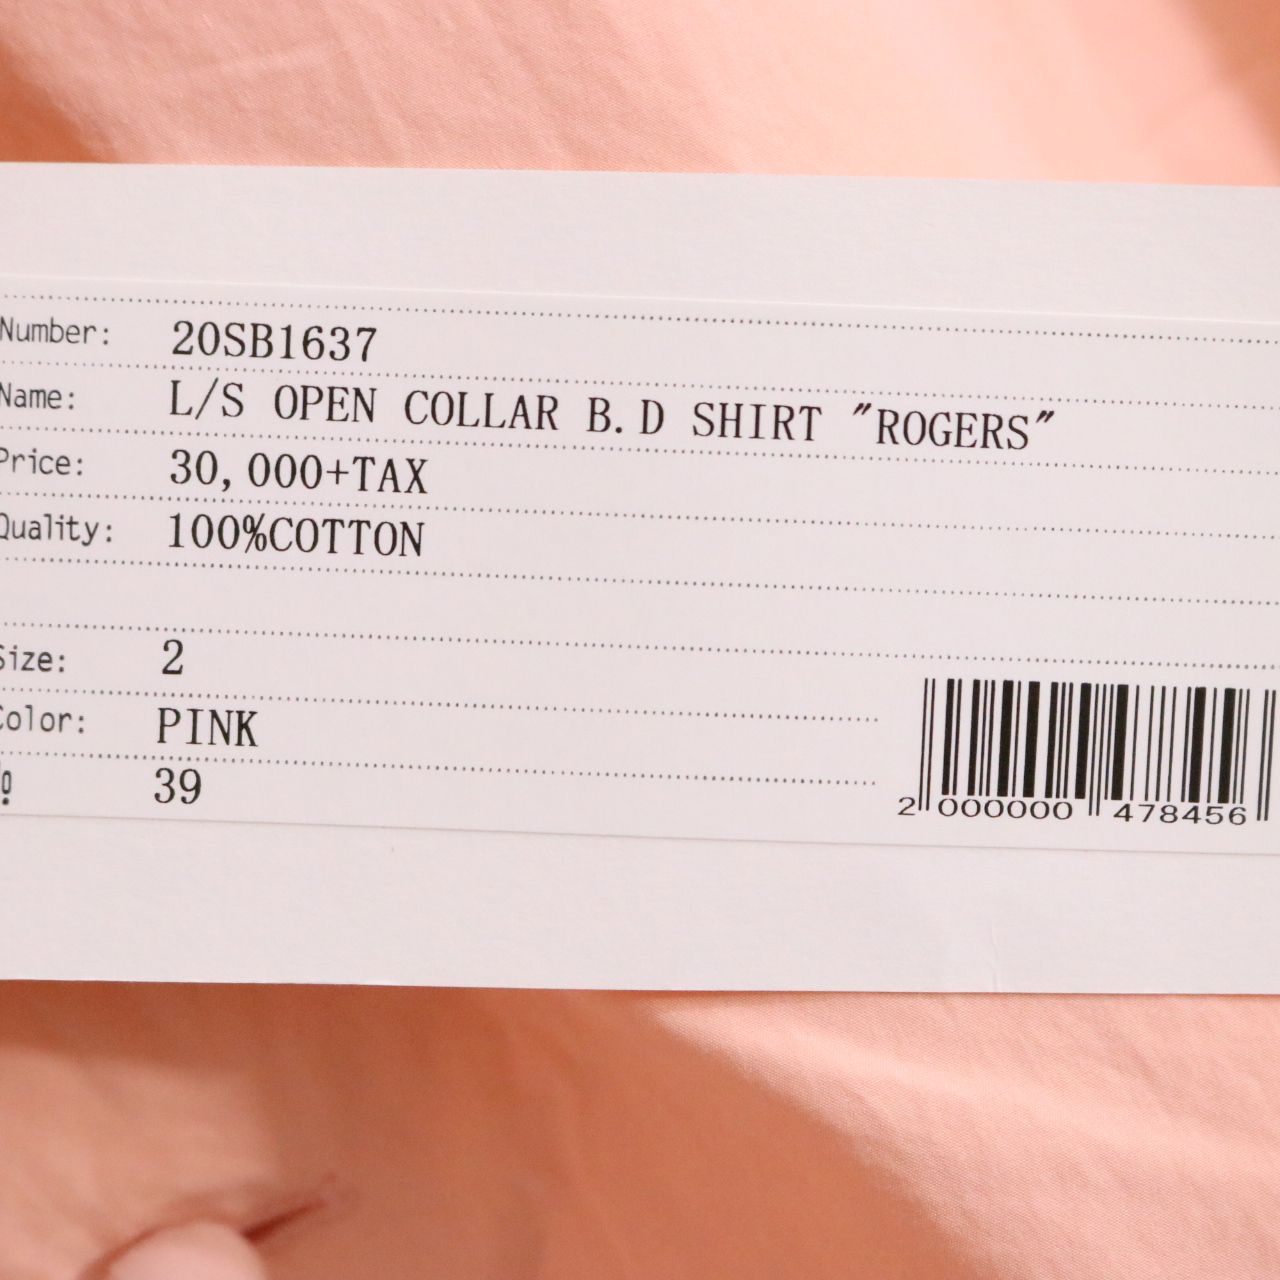 Number: 20SB1637
Name: L/S OPEN COLLAR B.D SHIRT "ROGERS"
Price: 30,000+TAX
Quality: 100%COTTON
Size: 2
Color: PINK
39
2 000000 478456